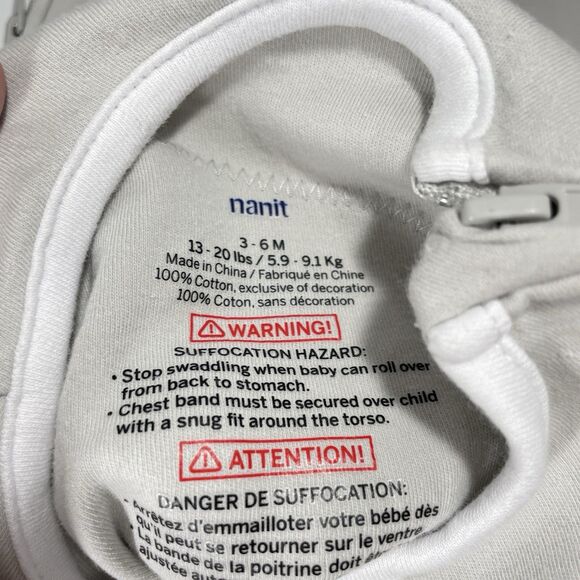 nanit
3 - 6 M
13 - 20 lbs / 5.9 - 9.1 Kg
Made in China / Fabriqué en Chine
100% Cotton, exclusive of decoration
100% Coton, sans décoration
WARNING!
SUFFOCATION HAZARD:
• Stop swaddling when baby can roll over
from back to stomach.
• Chest band must be secured over child
with a snug fit around the torso.
ATTENTION!
DANGER DE SUFFOCATION:
• Arrêtez d'emmailloter votre bébé dès
qu'il peut se retourner sur le ventre
• La bande de la poitrine doit
ajustée